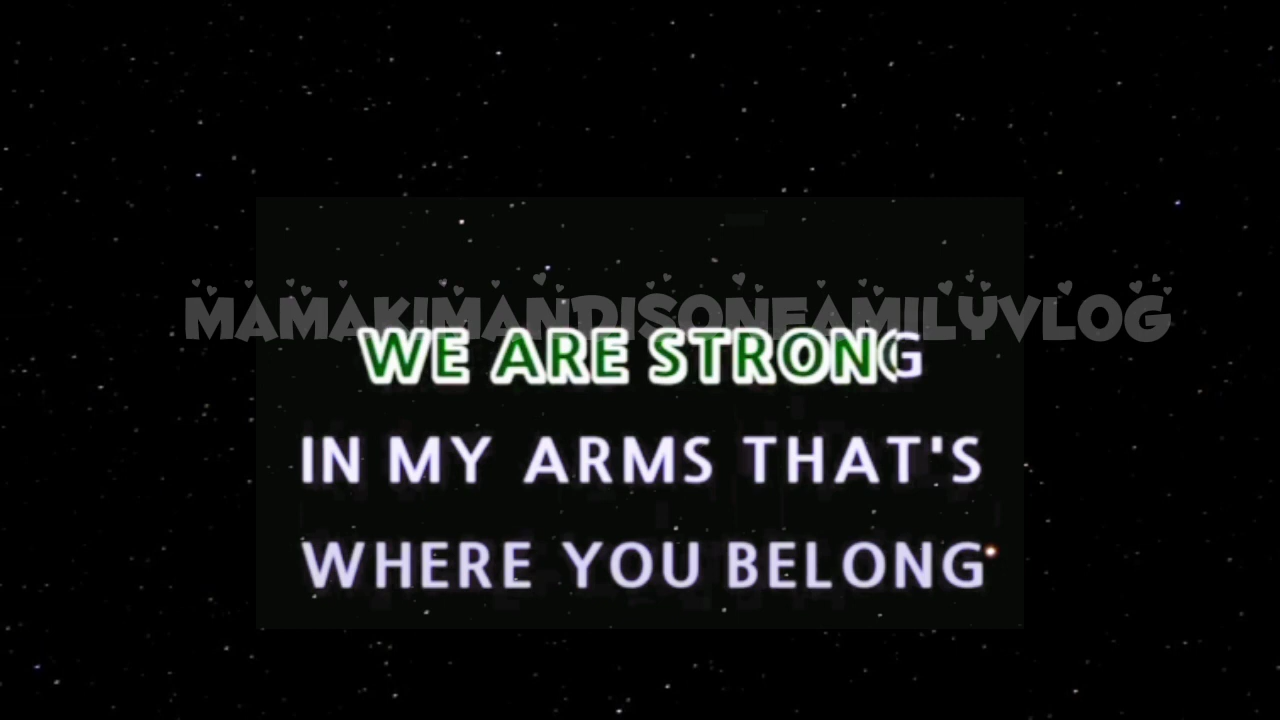 MAMAKIMANDISONFAMILYVLOG
WE ARE STRONG
IN MY ARMS THAT'S
WHERE YOU BELONG